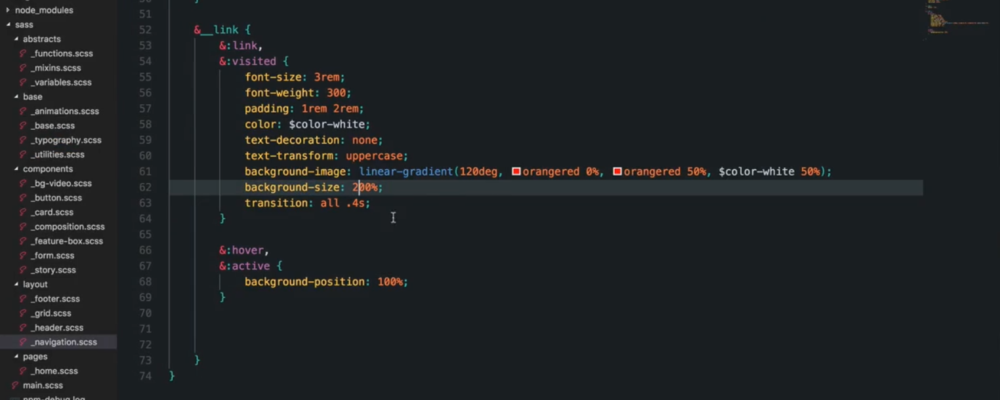 node_modules
sass
abstracts
_functions.scss
_mixins.scss
_variables.scss
base
_animations.scss
_base.scss
_typography.scss
_utilities.scss
components
_bg-video.scss
_button.scss
_card.scss
_composition.scss
_feature-box.scss
_form.scss
_story.scss
layout
_footer.scss
_grid.scss
_header.scss
_navigation.scss
pages
_home.scss
main.scss
npm-debug.log
50 }
51
52 &__link {
53 &:link,
54 &:visited {
55 font-size: 3rem;
56 font-weight: 300;
57 padding: 1rem 2rem;
58 color: $color-white;
59 text-decoration: none;
60 text-transform: uppercase;
61 background-image: linear-gradient(120deg, orangered 0%, orangered 50%, $color-white 50%);
62 background-size: 200%;
63 transition: all .4s;
64 }
65
66 &:hover,
67 &:active {
68 background-position: 100%;
69 }
70
71
72
73 }
74 }